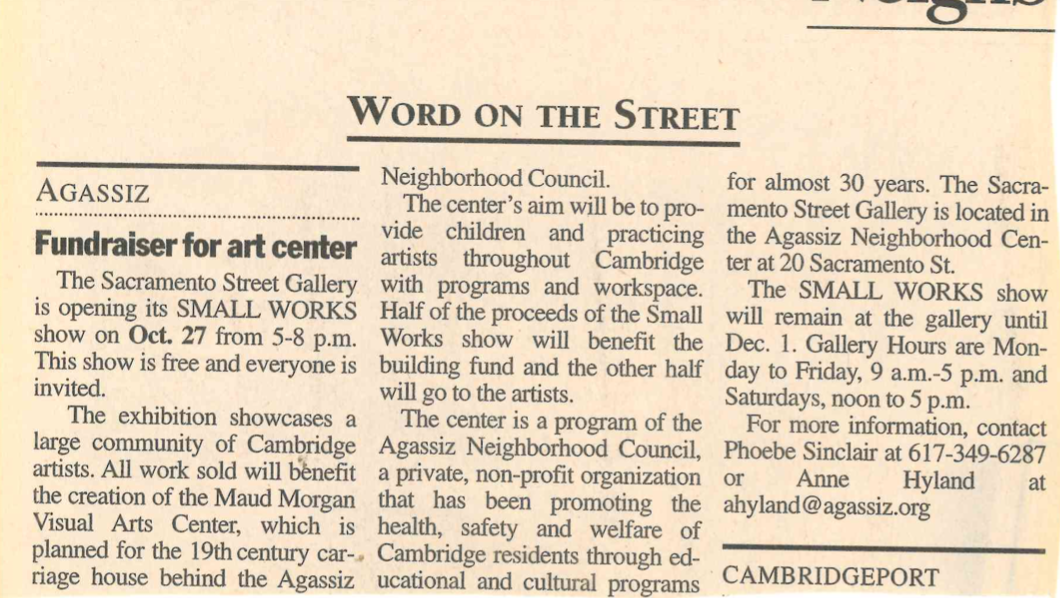 WORD ON THE STREET
AGASSIZ
Fundraiser for art center
The Sacramento Street Gallery
is opening its SMALL WORKS
show on Oct. 27 from 5-8 p.m.
This show is free and everyone is
invited.
The exhibition showcases a
large community of Cambridge
artists. All work sold will benefit
the creation of the Maud Morgan
Visual Arts Center, which is
planned for the 19th century car-
riage house behind the Agassiz
Neighborhood Council.
The center's aim will be to pro-
vide children and practicing
artists throughout Cambridge
with programs and workspace.
Half of the proceeds of the Small
Works show will benefit the
building fund and the other half
will go to the artists.
The center is a program of the
Agassiz Neighborhood Council,
a private, non-profit organization
that has been promoting the
health, safety and welfare of
Cambridge residents through ed-
ucational and cultural programs
for almost 30 years. The Sacra-
mento Street Gallery is located in
the Agassiz Neighborhood Cen-
ter at 20 Sacramento St.
The SMALL WORKS show
will remain at the gallery until
Dec. 1. Gallery Hours are Mon-
day to Friday, 9 a.m.-5 p.m. and
Saturdays, noon to 5 p.m.
For more information, contact
Phoebe Sinclair at 617-349-6287
or Anne Hyland at
ahyland@agassiz.org
CAMBRIDGEPORT